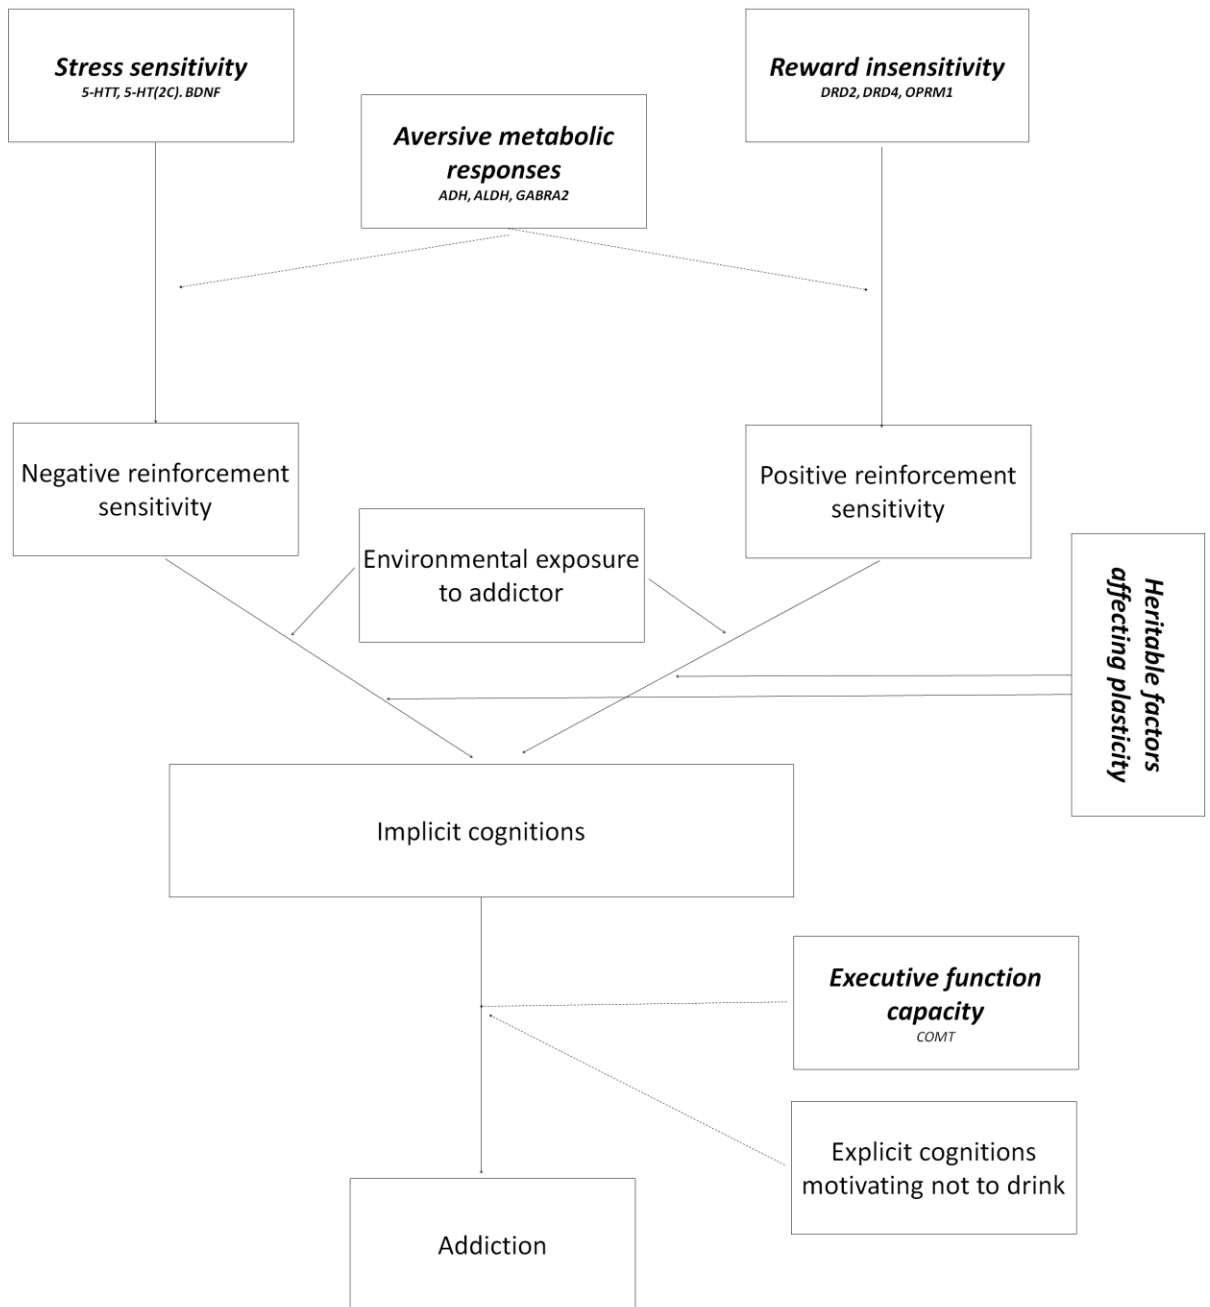 Stress sensitivity
5-HTT, 5-HT(2C). BDNF
Reward insensitivity
DRD2, DRD4, OPRM1
Aversive metabolic
responses
ADH, ALDH, GABRA2
Negative reinforcement
sensitivity
Positive reinforcement
sensitivity
Environmental exposure
to addictor
Heritable factors
affecting plasticity
Implicit cognitions
Executive function
capacity
COMT
Explicit cognitions
motivating not to drink
Addiction